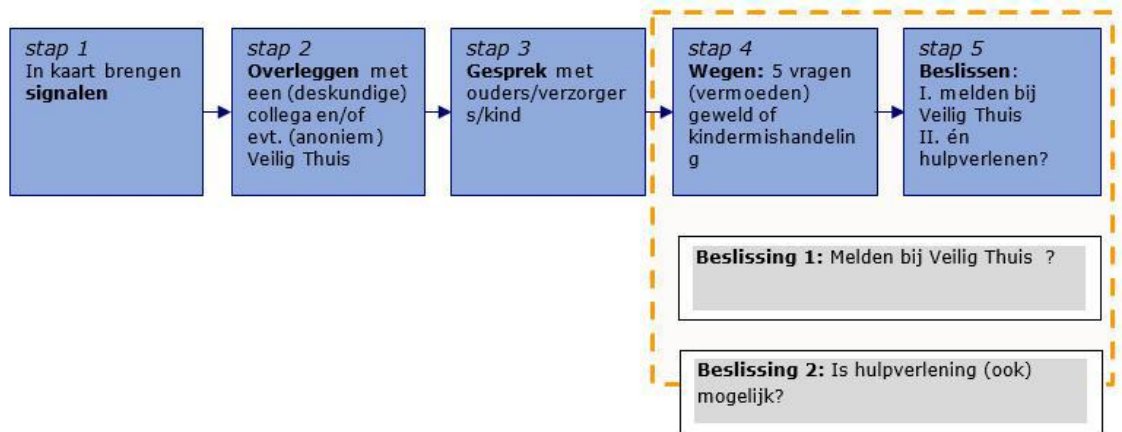 stap 1
In kaart brengen
signalen
stap 2
Overleggen met
een (deskundige)
collega en/of
evt. (anoniem)
Veilig Thuis
stap 3
Gesprek met
ouders/verzorger
s/kind
stap 4
Wegen: 5 vragen
(vermoeden)
geweld of
kindermishandelin
g
stap 5
Beslissen:
I. melden bij
Veilig Thuis
II. én
hulpverlenen?
Beslissing 1: Melden bij Veilig Thuis ?
Beslissing 2: Is hulpverlening (ook)
mogelijk?